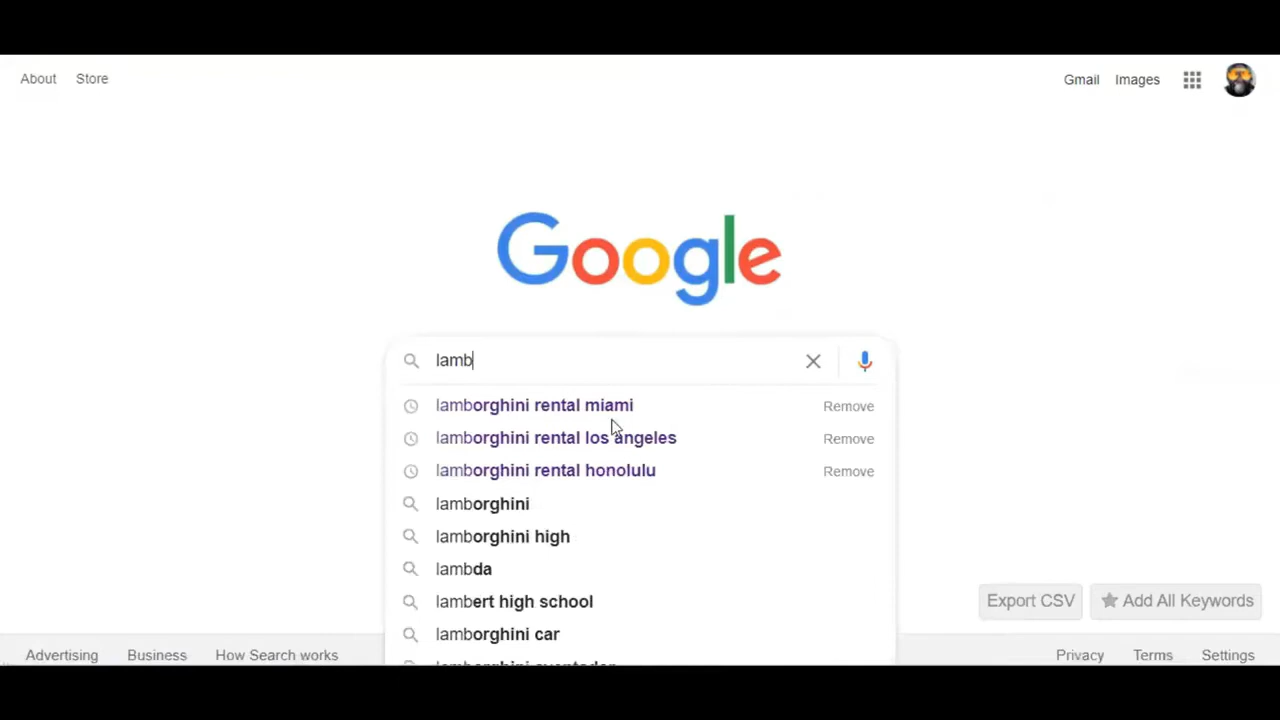 About Store
Gmail Images
Google
lamb
lamborghini rental miami Remove
lamborghini rental los angeles Remove
lamborghini rental honolulu Remove
lamborghini
lamborghini high
lambda
lambert high school
lamborghini car
lamborghini aventador
Export CSV Add All Keywords
Advertising Business How Search works
Privacy Terms Settings